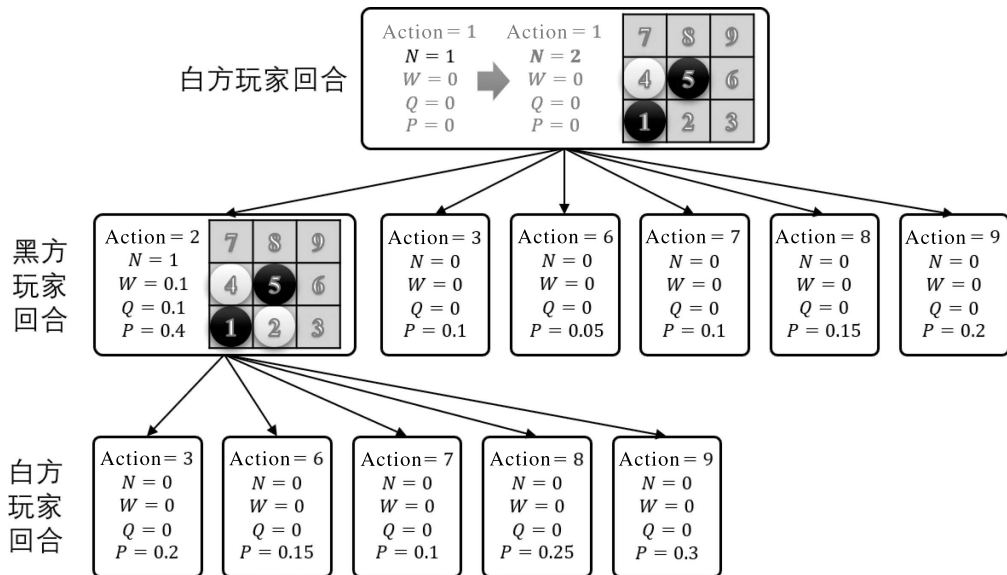 白方玩家回合
Action = 1
N = 1
W = 0
Q = 0
P = 0
Action = 1
N = 2
W = 0
Q = 0
P = 0
7 8 9
4 5 6
1 2 3
黑方
玩家
回合
Action = 2
N = 1
W = 0.1
Q = 0.1
P = 0.4
7 8 9
4 5 6
1 2 3
Action = 3
N = 0
W = 0
Q = 0
P = 0.1
Action = 6
N = 0
W = 0
Q = 0
P = 0.05
Action = 7
N = 0
W = 0
Q = 0
P = 0.1
Action = 8
N = 0
W = 0
Q = 0
P = 0.15
Action = 9
N = 0
W = 0
Q = 0
P = 0.2
白方
玩家
回合
Action = 3
N = 0
W = 0
Q = 0
P = 0.2
Action = 6
N = 0
W = 0
Q = 0
P = 0.15
Action = 7
N = 0
W = 0
Q = 0
P = 0.1
Action = 8
N = 0
W = 0
Q = 0
P = 0.25
Action = 9
N = 0
W = 0
Q = 0
P = 0.3